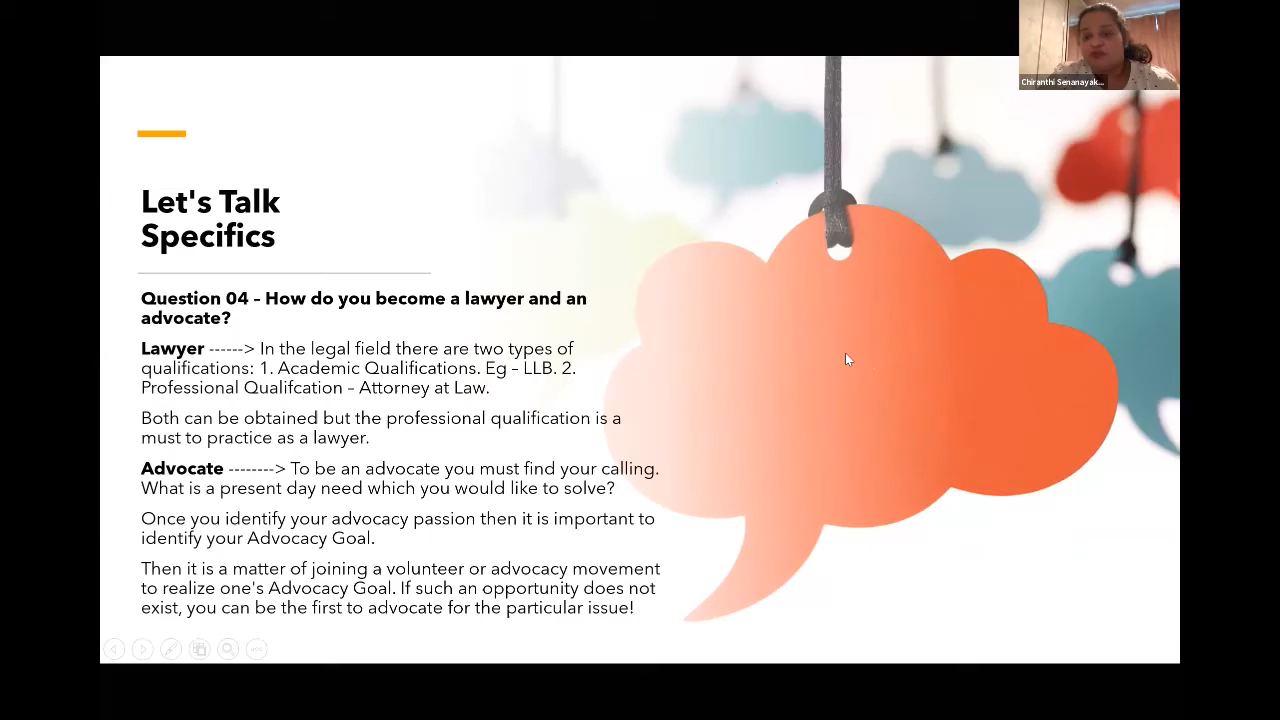 Chiranthi Senanayak...
Let's Talk
Specifics
Question 04 – How do you become a lawyer and an
advocate?
Lawyer ------> In the legal field there are two types of
qualifications: 1. Academic Qualifications. Eg – LLB. 2.
Professional Qualifcation – Attorney at Law.
Both can be obtained but the professional qualification is a
must to practice as a lawyer.
Advocate --------> To be an advocate you must find your calling.
What is a present day need which you would like to solve?
Once you identify your advocacy passion then it is important to
identify your Advocacy Goal.
Then it is a matter of joining a volunteer or advocacy movement
to realize one's Advocacy Goal. If such an opportunity does not
exist, you can be the first to advocate for the particular issue!